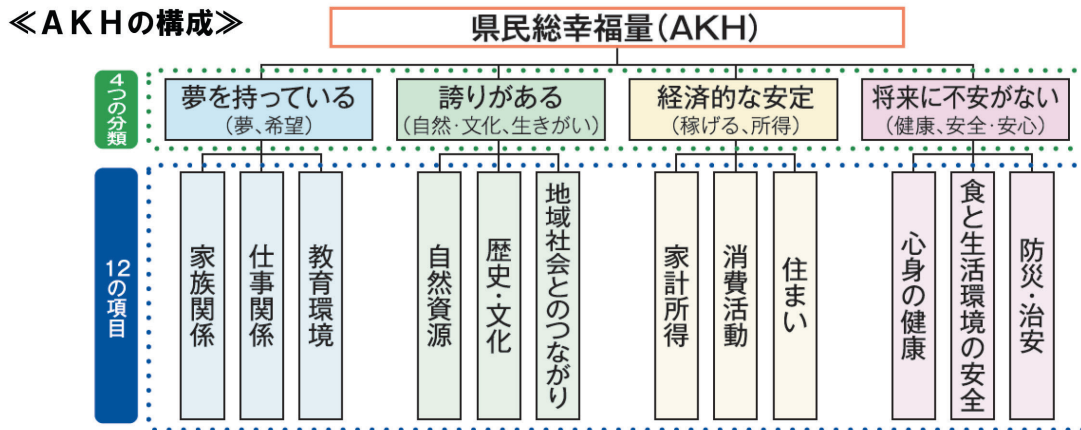 ≪AKHの構成≫
県民総幸福量(AKH)
4つの分類
夢を持っている
(夢、希望)
誇りがある
(自然・文化、生きがい)
経済的な安定
(稼げる、所得)
将来に不安がない
(健康、安全・安心)
12の項目
家族関係
仕事関係
教育環境
自然資源
歴史・文化
地域社会とのつながり
家計所得
消費活動
住まい
心身の健康
食と生活環境の安全
防災・治安